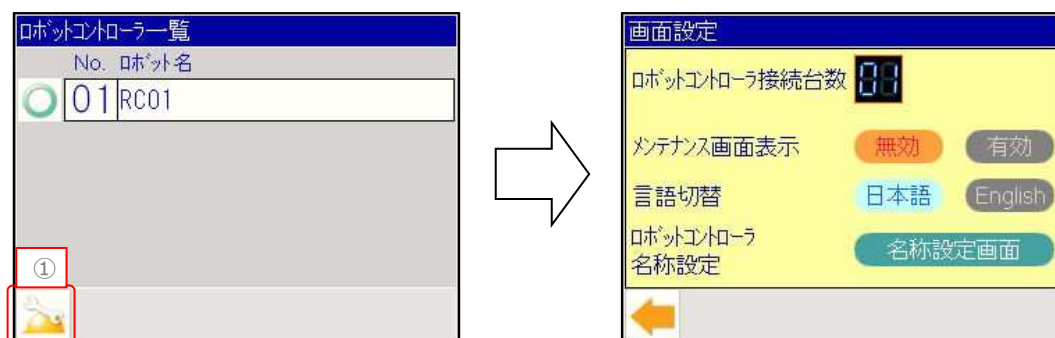 ロボットコントローラ一覧
No. ロボット名
01 RC01
①
画面設定
ロボットコントローラ接続台数 01
メンテナンス画面表示 無効 有効
言語切替 日本語 English
ロボットコントローラ
名称設定 名称設定画面